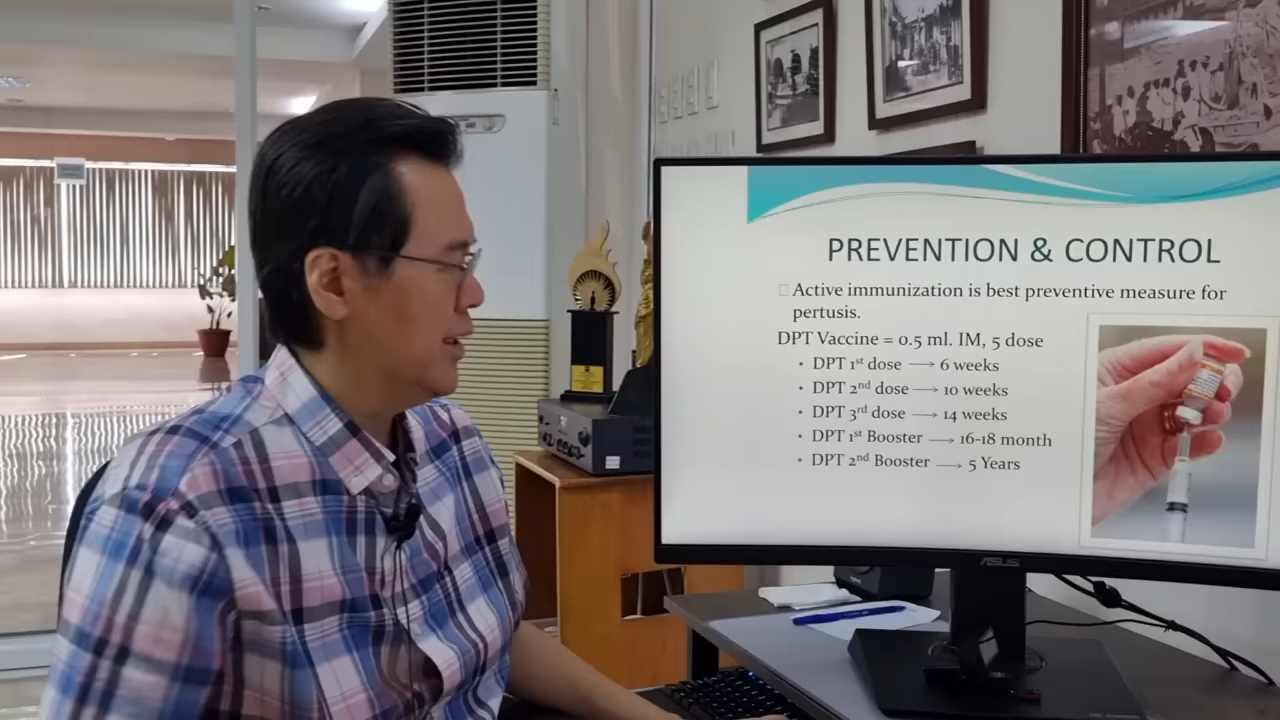 PREVENTION & CONTROL
Active immunization is best preventive measure for
pertusis.
DPT Vaccine = 0.5 ml. IM, 5 dose
• DPT 1st dose → 6 weeks
• DPT 2nd dose → 10 weeks
• DPT 3rd dose → 14 weeks
• DPT 1st Booster → 16-18 month
• DPT 2nd Booster → 5 Years
ASUS